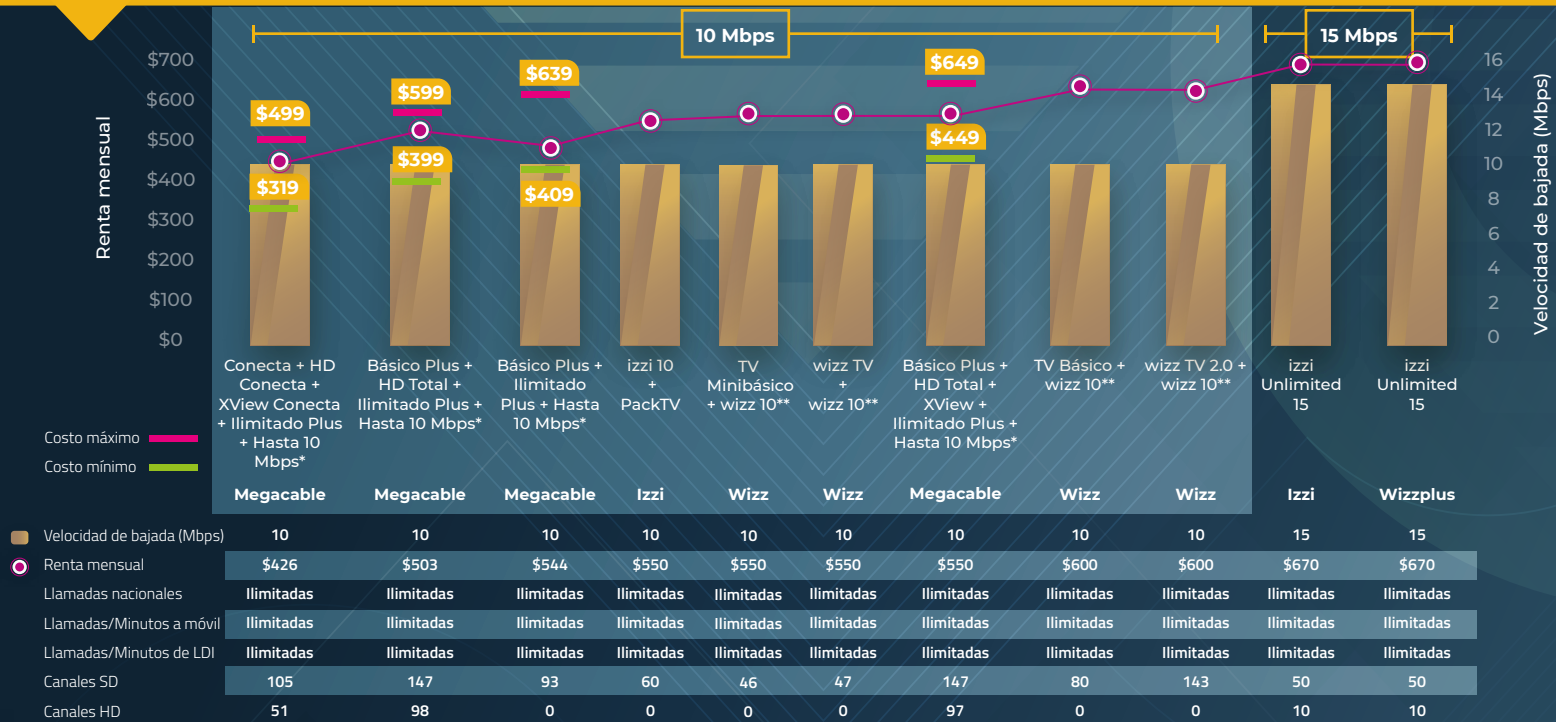 10 Mbps
15 Mbps
$700
$600
$500
$400
$300
$200
$100
$0
Renta mensual
16
14
12
10
8
6
4
2
0
Velocidad de bajada (Mbps)
$499
$319
$599
$399
$639
$409
$649
$449
Conecta + HD
Conecta +
XView Conecta
+ Ilimitado Plus
+ Hasta 10
Mbps*
Básico Plus +
HD Total +
Ilimitado Plus +
Hasta 10 Mbps*
Básico Plus +
Ilimitado
Plus + Hasta
10 Mbps*
izzi 10
+
PackTV
TV
Minibásico
+ wizz 10**
wizz TV
+
wizz 10**
Básico Plus +
HD Total +
XView +
Ilimitado Plus +
Hasta 10 Mbps*
TV Básico +
wizz 10**
wizz TV 2.0 +
wizz 10**
izzi
Unlimited
15
izzi
Unlimited
15
Costo máximo
Costo mínimo
Megacable Megacable Megacable Izzi Wizz Wizz Megacable Wizz Wizz Izzi Wizzplus
Velocidad de bajada (Mbps) 10 10 10 10 10 10 10 10 10 15 15
Renta mensual $426 $503 $544 $550 $550 $550 $550 $600 $600 $670 $670
Llamadas nacionales Ilimitadas Ilimitadas Ilimitadas Ilimitadas Ilimitadas Ilimitadas Ilimitadas Ilimitadas Ilimitadas Ilimitadas Ilimitadas
Llamadas/Minutos a móvil Ilimitadas Ilimitadas Ilimitadas Ilimitadas Ilimitadas Ilimitadas Ilimitadas Ilimitadas Ilimitadas Ilimitadas Ilimitadas
Llamadas/Minutos de LDI Ilimitadas Ilimitadas Ilimitadas Ilimitadas Ilimitadas Ilimitadas Ilimitadas Ilimitadas Ilimitadas Ilimitadas Ilimitadas
Canales SD 105 147 93 60 46 47 147 80 143 50 50
Canales HD 51 98 0 0 0 0 97 0 0 10 10